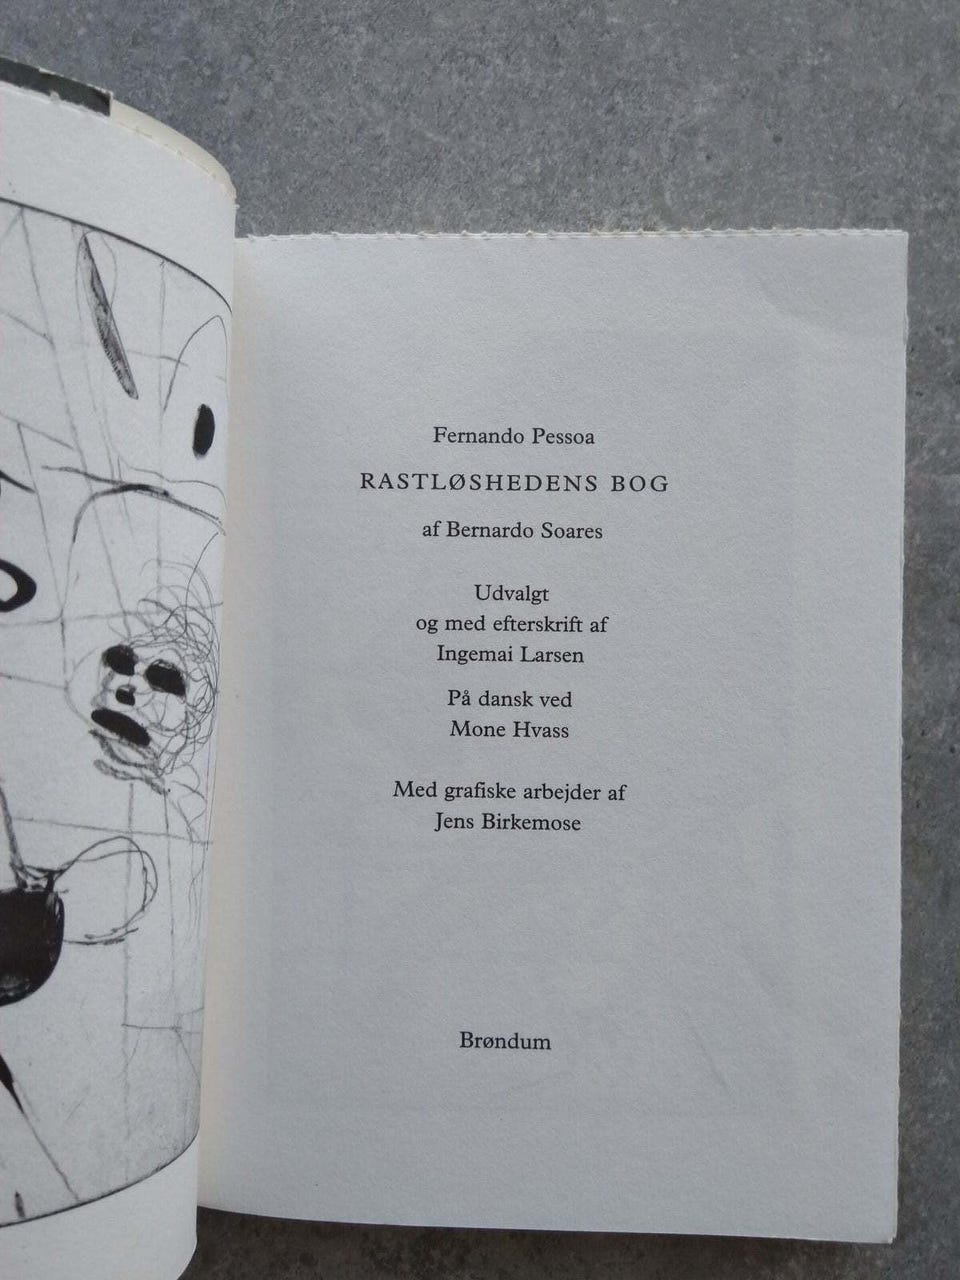 Fernando Pessoa
RASTLØSHEDENS BOG
af Bernardo Soares
Udvalgt
og med efterskrift af
Ingemai Larsen
På dansk ved
Mone Hvass
Med grafiske arbejder af
Jens Birkemose
Brøndum